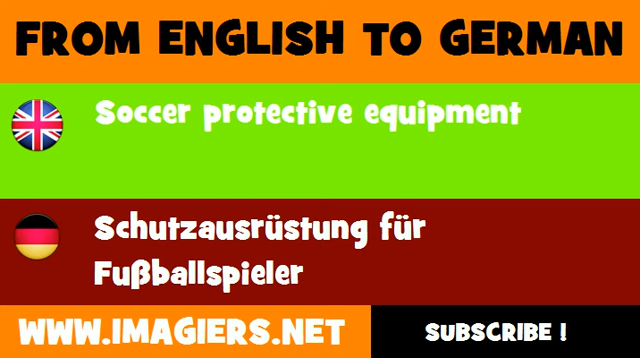 FROM ENGLISH TO GERMAN
Soccer protective equipment
Schutzausrüstung für
Fußballspieler
WWW.IMAGIERS.NET
SUBSCRIBE !